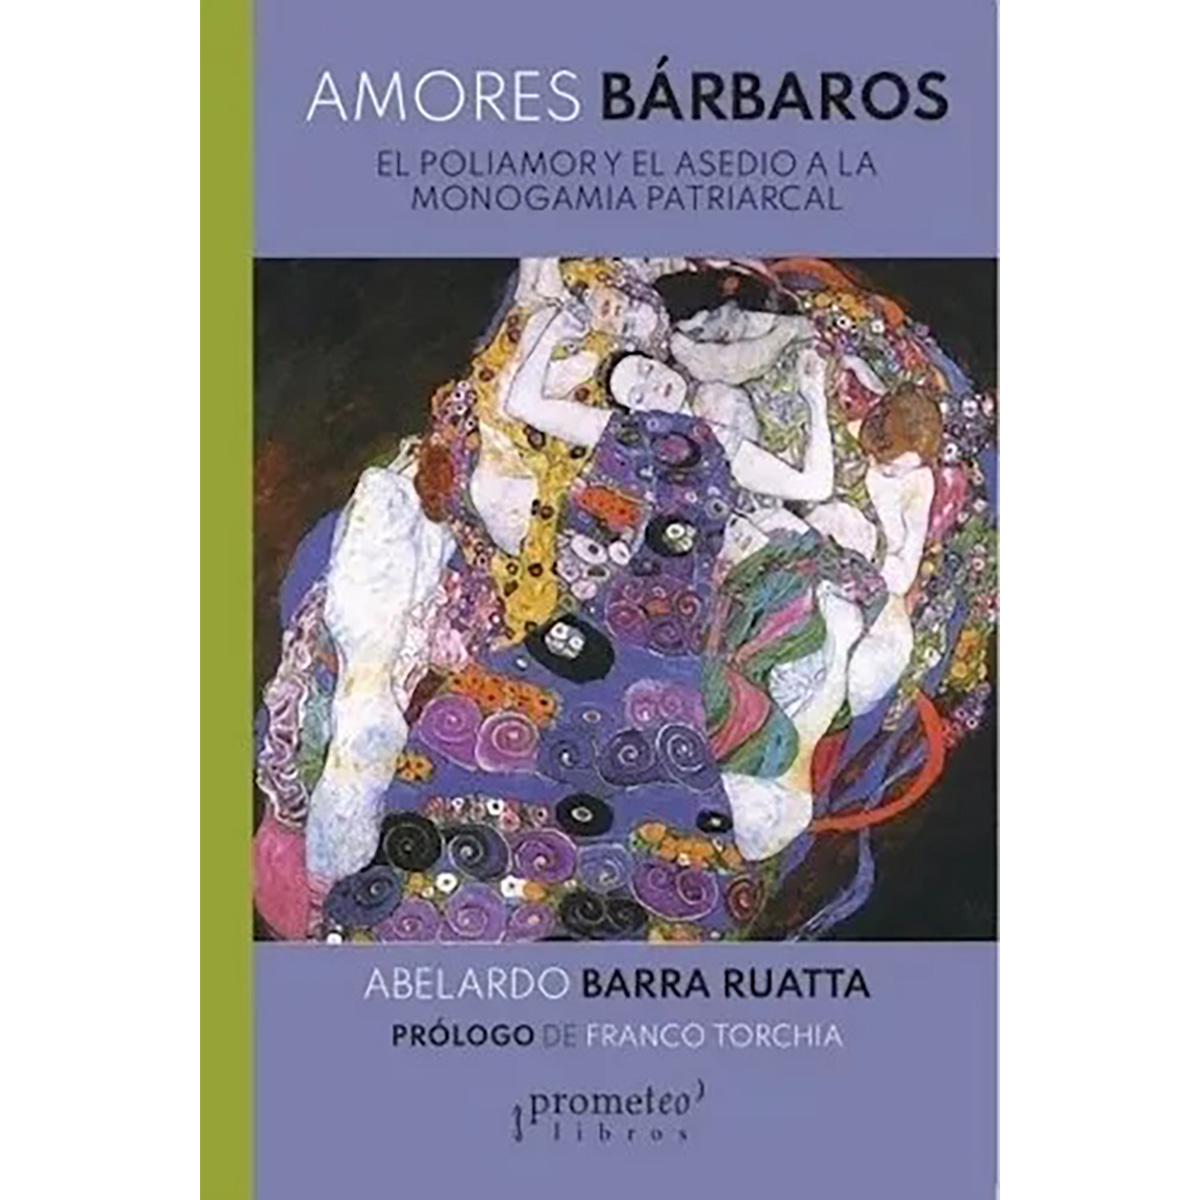 AMORES BÁRBAROS
EL POLIAMOR Y EL ASEDIO A LA
MONOGAMIA PATRIARCAL
ABELARDO BARRA RUATTA
PRÓLOGO DE FRANCO TORCHIA
prometeo
libros